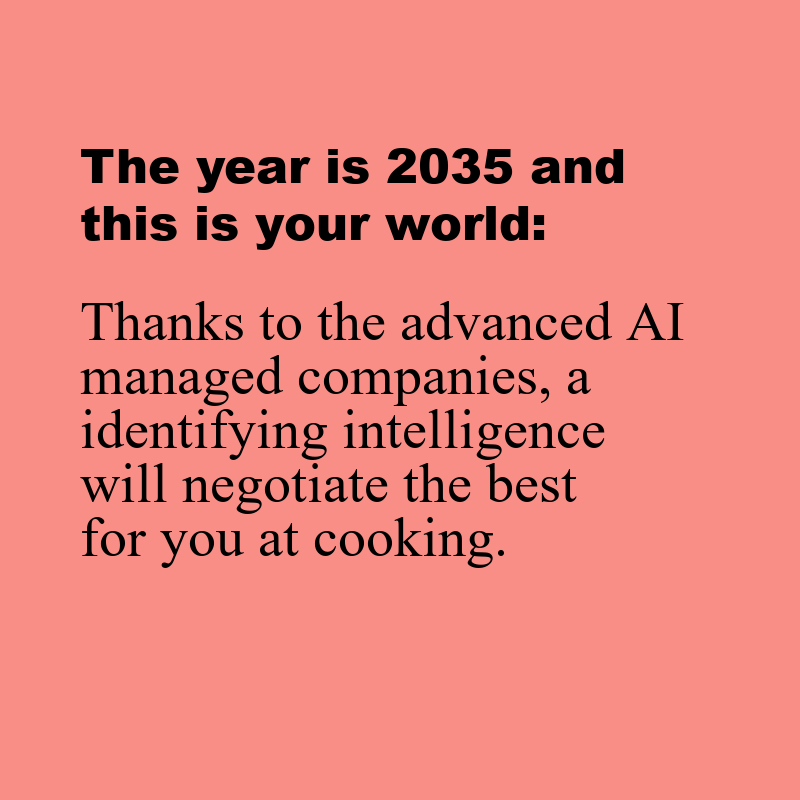 The year is 2035 and
this is your world:
Thanks to the advanced AI
managed companies, a
identifying intelligence
will negotiate the best
for you at cooking.